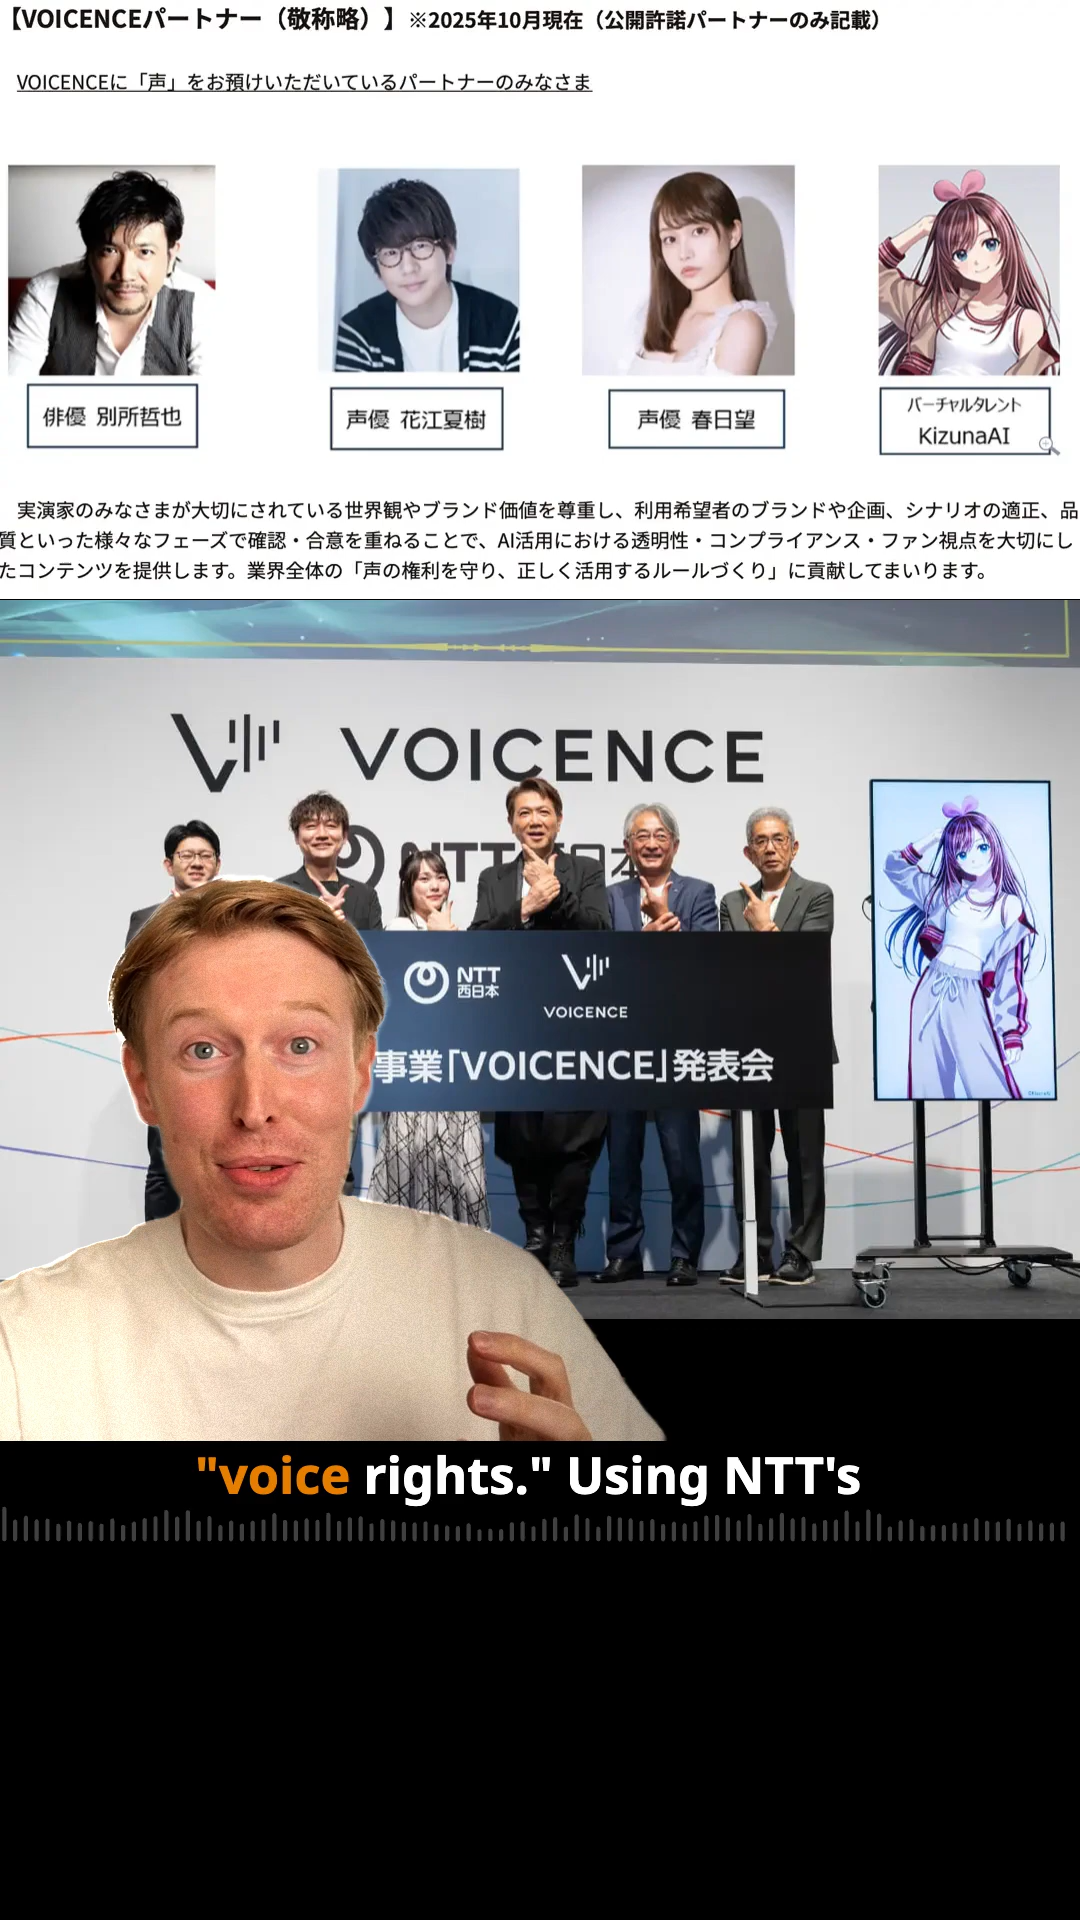 【VOICENCEパートナー（敬称略）】 ※2025年10月現在（公開許諾パートナーのみ記載）
VOICENCEに「声」をお預けいただいているパートナーのみなさま
俳優 別所哲也
声優 花江夏樹
声優 春日望
バーチャルタレント
KizunaAI
実演家のみなさまが大切にされている世界観やブランド価値を尊重し、利用希望者のブランドや企画、シナリオの適正、品
質といった様々なフェーズで確認・合意を重ねることで、AI活用における透明性・コンプライアンス・ファン視点を大切にし
たコンテンツを提供します。業界全体の「声の権利を守り、正しく活用するルールづくり」に貢献してまいります。
VOICENCE
NTT西日本
NTT
西日本
VOICENCE
事業「VOICENCE」発表会
"voice rights." Using NTT's